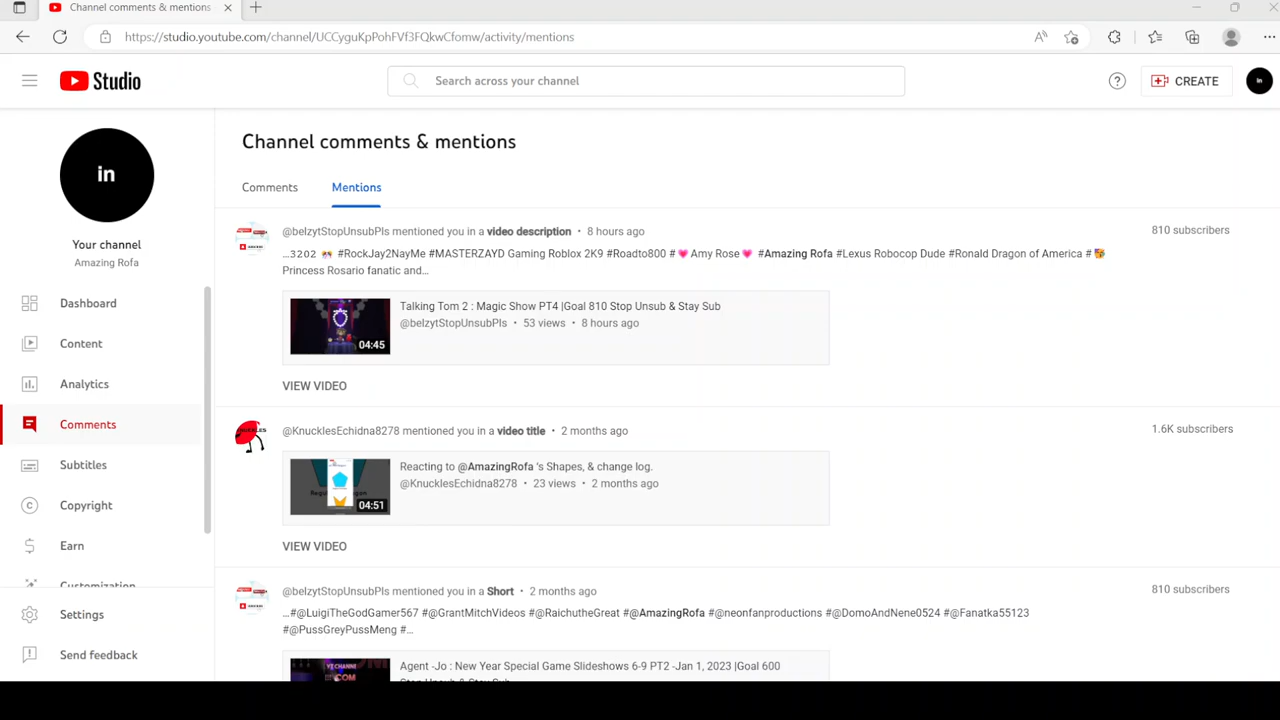 Channel comments & mentions
https://studio.youtube.com/channel/UCCyguKpPohFVf3FQkwCfomw/activity/mentions
Studio
Search across your channel
CREATE
in
in
Your channel
Amazing Rofa
Dashboard
Content
Analytics
Comments
Subtitles
Copyright
Earn
Customization
Settings
Send feedback
Channel comments & mentions
Comments
Mentions
@belzytStopUnsubPls mentioned you in a video description • 8 hours ago
810 subscribers
...3202 #RockJay2NayMe #MASTERZAYD Gaming Roblox 2K9 #Roadto800 #💗Amy Rose💗 #Amazing Rofa #Lexus Robocop Dude #Ronald Dragon of America #
Princess Rosario fanatic and...
04:45
Talking Tom 2 : Magic Show PT4 |Goal 810 Stop Unsub & Stay Sub
@belzytStopUnsubPls • 53 views • 8 hours ago
VIEW VIDEO
@KnucklesEchidna8278 mentioned you in a video title • 2 months ago
1.6K subscribers
04:51
Reacting to @AmazingRofa 's Shapes, & change log.
@KnucklesEchidna8278 • 23 views • 2 months ago
VIEW VIDEO
@belzytStopUnsubPls mentioned you in a Short • 2 months ago
810 subscribers
...#@LuigiTheGodGamer567 #@GrantMitchVideos #@RaichutheGreat #@AmazingRofa #@neonfanproductions #@DomoAndNene0524 #@Fanatka55123
#@PussGreyPussMeng #...
Agent -Jo : New Year Special Game Slideshows 6-9 PT2 -Jan 1, 2023 |Goal 600
Stop Unsub & Stay Sub